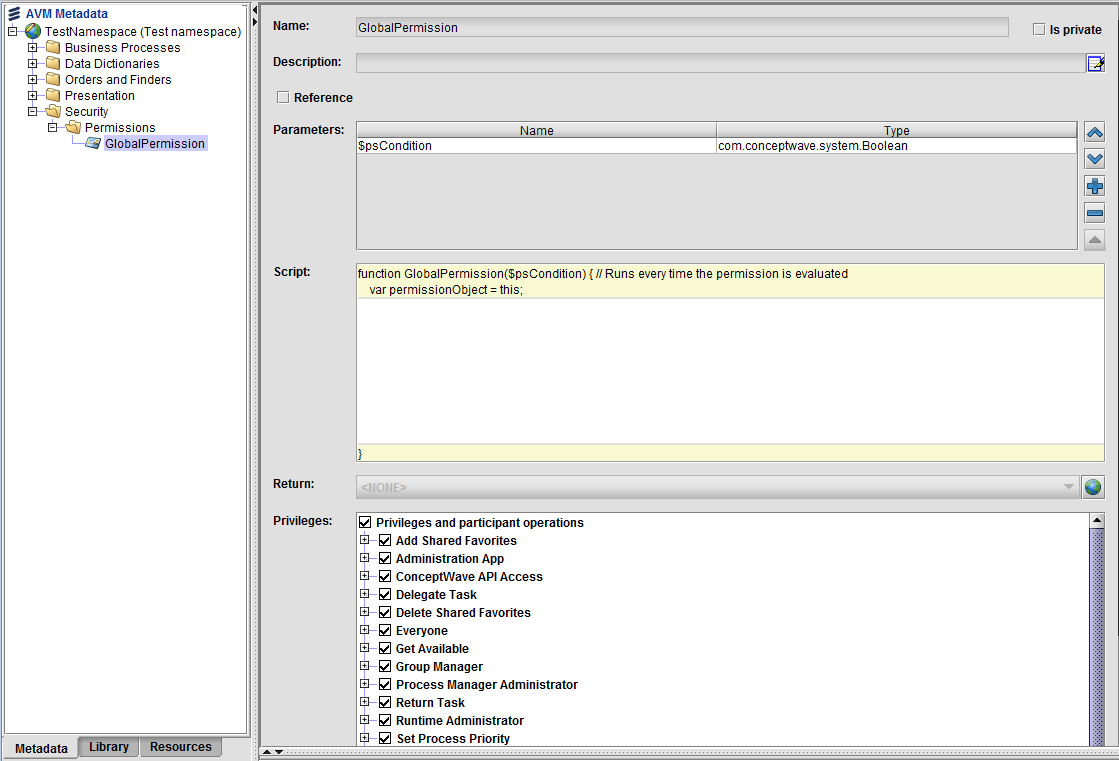 AVM Metadata
TestNamespace (Test namespace)
Business Processes
Data Dictionaries
Orders and Finders
Presentation
Security
Permissions
GlobalPermission
Metadata
Library
Resources
Name:
GlobalPermission
Is private
Description:
Reference
Parameters:
Name
Type
$psCondition
com.conceptwave.system.Boolean
Script:
function GlobalPermission($psCondition) { // Runs every time the permission is evaluated
var permissionObject = this;
}
Return:
<NONE>
Privileges:
Privileges and participant operations
Add Shared Favorites
Administration App
ConceptWave API Access
Delegate Task
Delete Shared Favorites
Everyone
Get Available
Group Manager
Process Manager Administrator
Return Task
Runtime Administrator
Set Process Priority